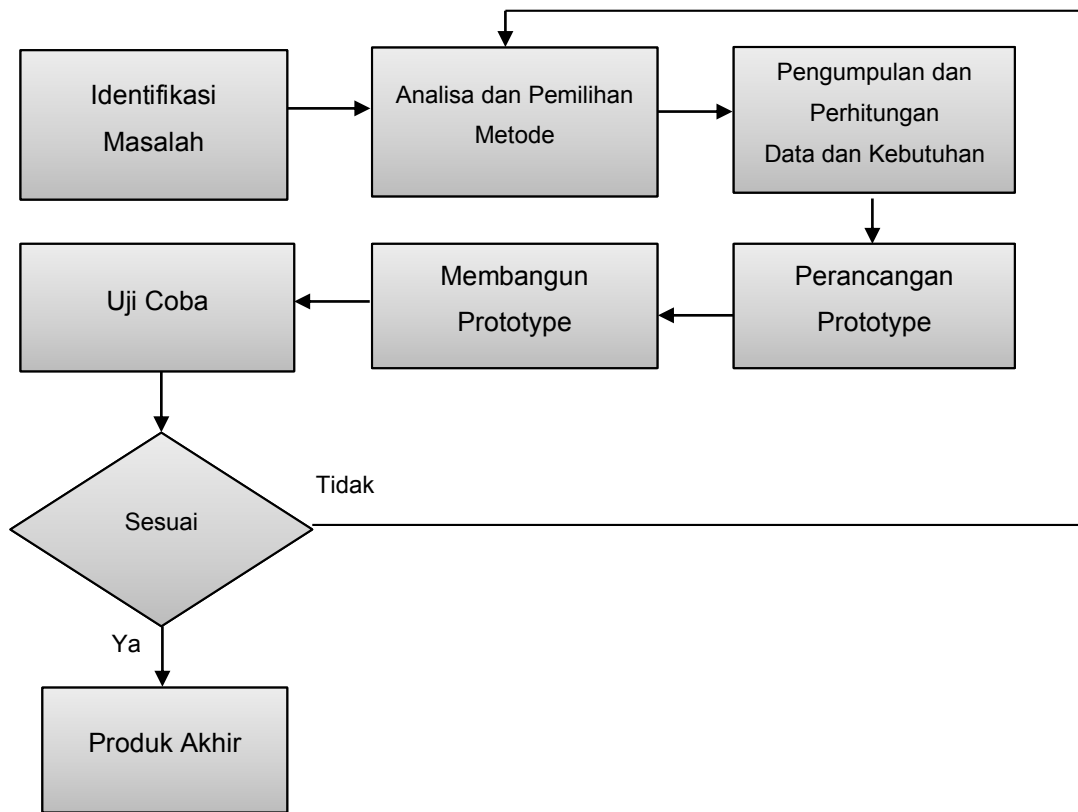 Identifikasi
Masalah
Analisa dan Pemilihan
Metode
Pengumpulan dan
Perhitungan
Data dan Kebutuhan
Perancangan
Prototype
Membangun
Prototype
Uji Coba
Sesuai
Tidak
Ya
Produk Akhir